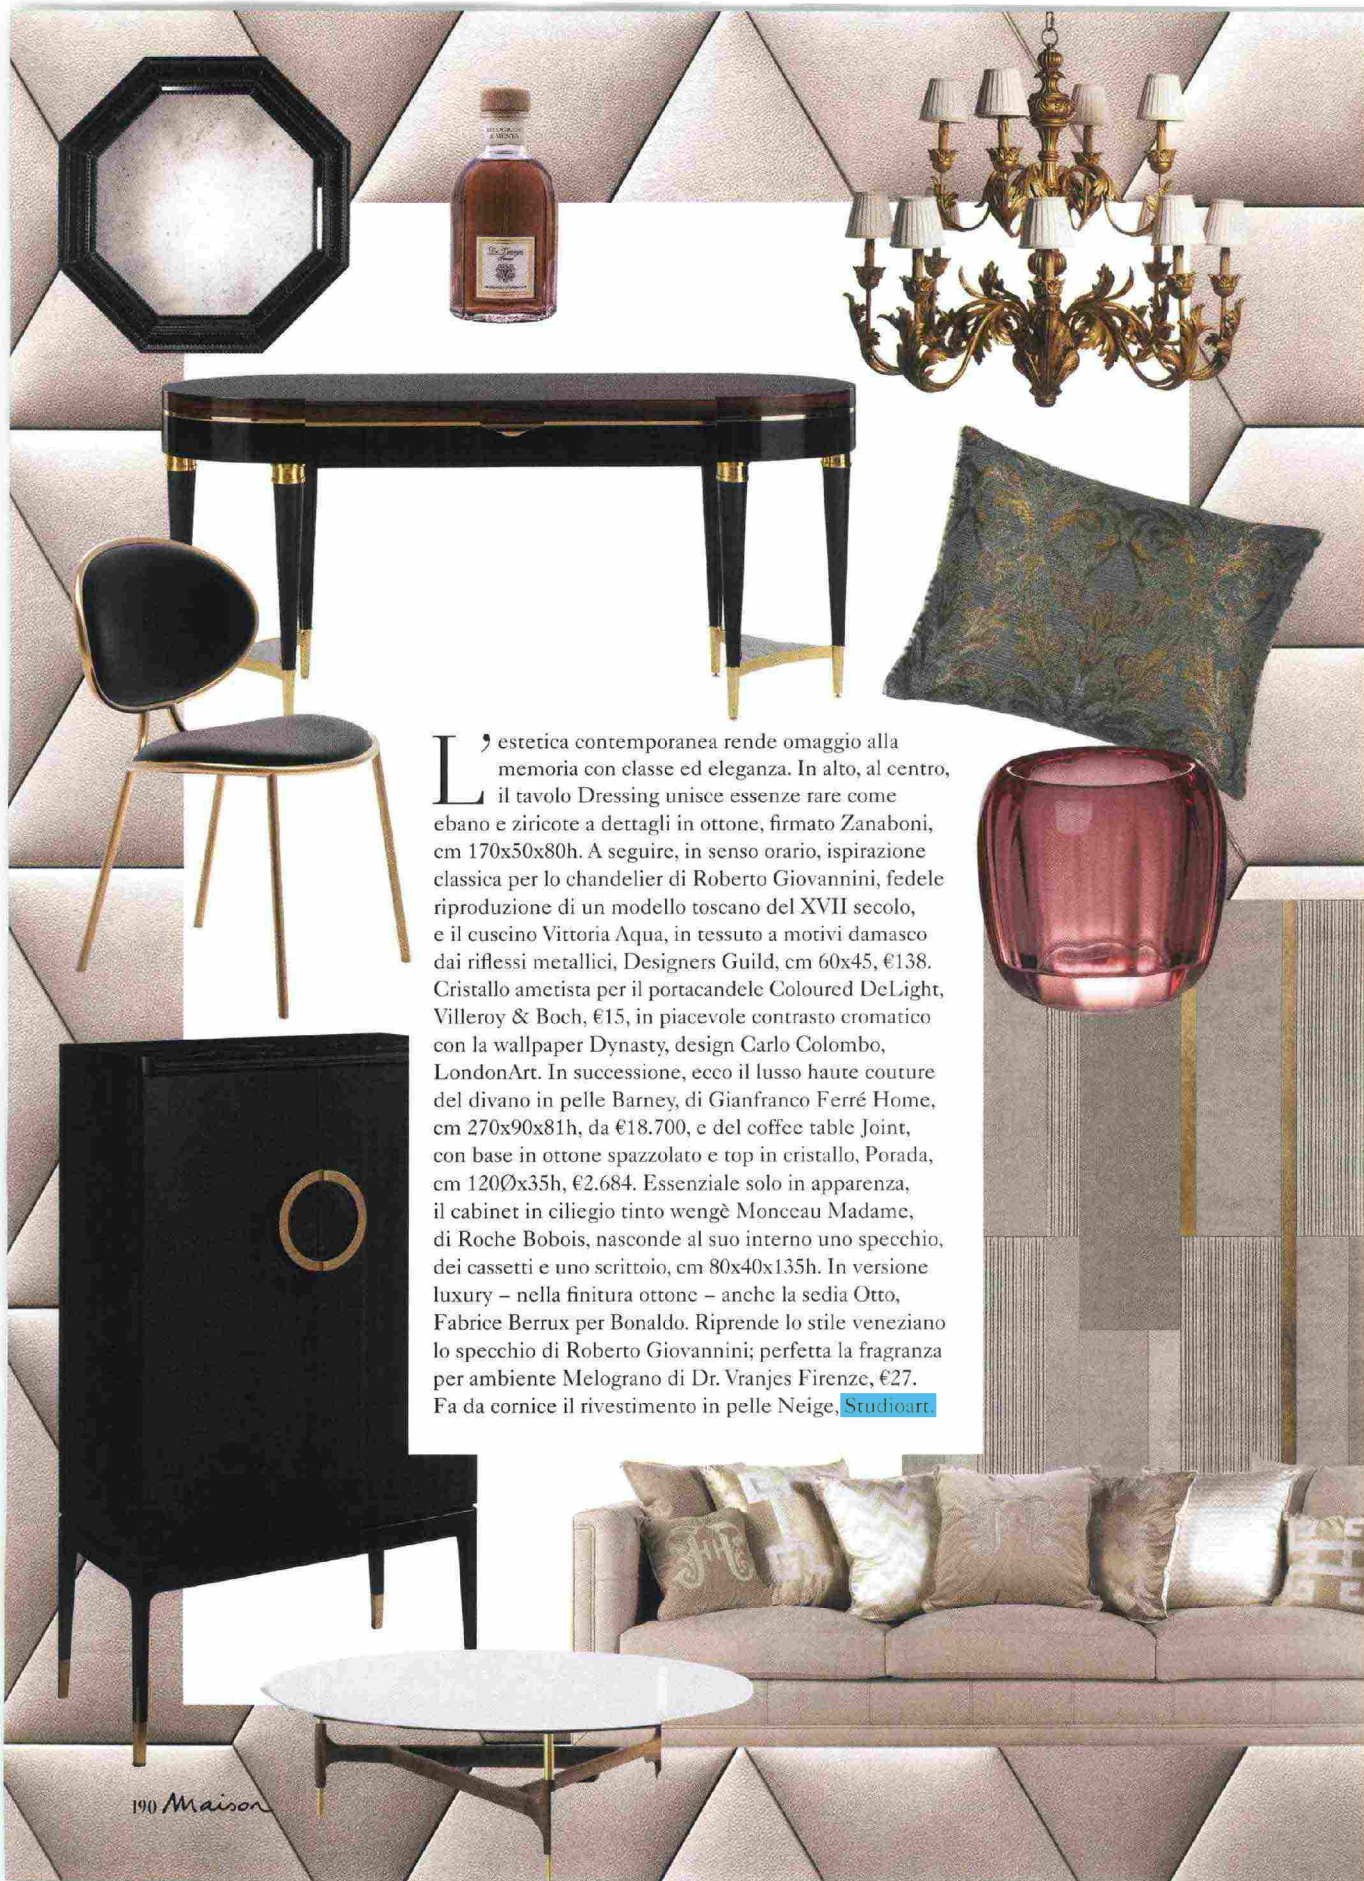 MELOGRANO
& MENTA
Dr. Vranjes
Firenze
L’estetica contemporanea rende omaggio alla
memoria con classe ed eleganza. In alto, al centro,
il tavolo Dressing unisce essenze rare come
ebano e ziricote a dettagli in ottone, firmato Zanaboni,
cm 170x50x80h. A seguire, in senso orario, ispirazione
classica per lo chandelier di Roberto Giovannini, fedele
riproduzione di un modello toscano del XVII secolo,
e il cuscino Vittoria Aqua, in tessuto a motivi damasco
dai riflessi metallici, Designers Guild, cm 60x45, €138.
Cristallo ametista per il portacandele Coloured DeLight,
Villeroy & Boch, €15, in piacevole contrasto cromatico
con la wallpaper Dynasty, design Carlo Colombo,
LondonArt. In successione, ecco il lusso haute couture
del divano in pelle Barney, di Gianfranco Ferré Home,
cm 270x90x81h, da €18.700, e del coffee table Joint,
con base in ottone spazzolato e top in cristallo, Porada,
cm 120Øx35h, €2.684. Essenziale solo in apparenza,
il cabinet in ciliegio tinto wengè Monceau Madame,
di Roche Bobois, nasconde al suo interno uno specchio,
dei cassetti e uno scrittoio, cm 80x40x135h. In versione
luxury – nella finitura ottone – anche la sedia Otto,
Fabrice Berrux per Bonaldo. Riprende lo stile veneziano
lo specchio di Roberto Giovannini; perfetta la fragranza
per ambiente Melograno di Dr. Vranjes Firenze, €27.
Fa da cornice il rivestimento in pelle Neige, Studioart.
190 Maison